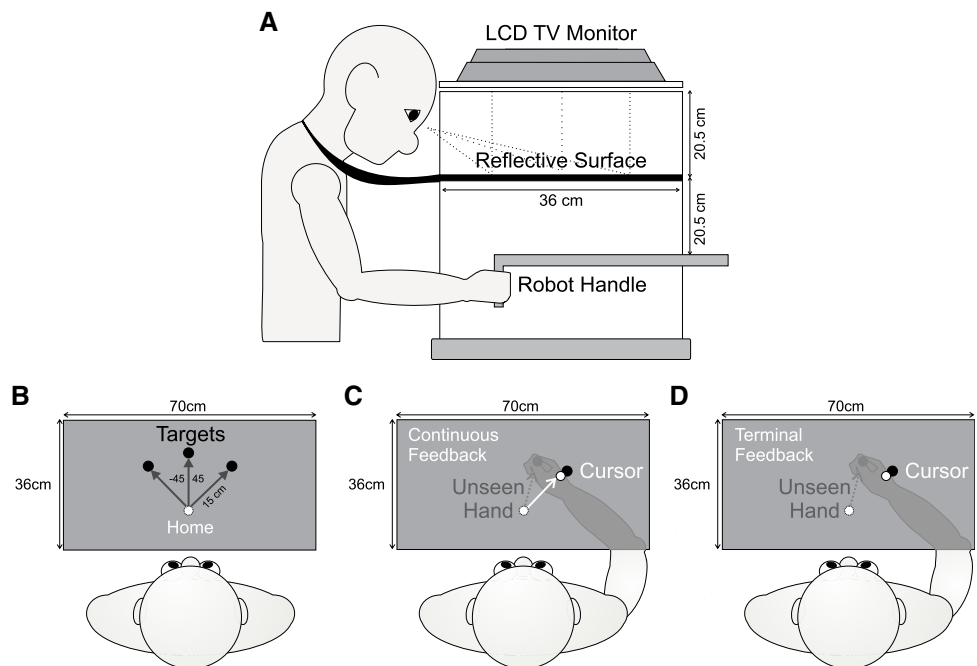 A
LCD TV Monitor
20.5 cm
Reflective Surface
36 cm
20.5 cm
Robot Handle
B
70cm
36cm
Targets
-45
45
15 cm
Home
C
70cm
36cm
Continuous
Feedback
Cursor
Unseen
Hand
D
70cm
36cm
Terminal
Feedback
Cursor
Unseen
Hand